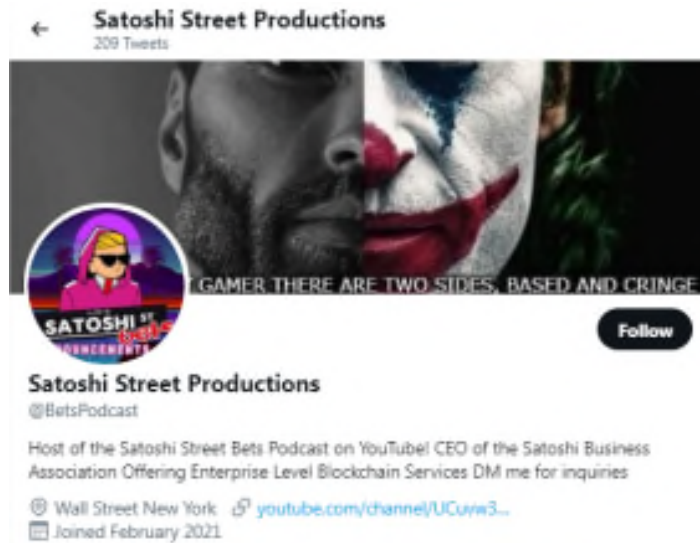 Satoshi Street Productions
209 Tweets
GAMER THERE ARE TWO SIDES, BASED AND CRINGE
SATOSHI ST
bets
Follow
Satoshi Street Productions
@BetsPodcast
Host of the Satoshi Street Bets Podcast on YouTube! CEO of the Satoshi Business
Association Offering Enterprise Level Blockchain Services DM me for inquiries
Wall Street New York youtube.com/channel/UCuvw3...
Joined February 2021